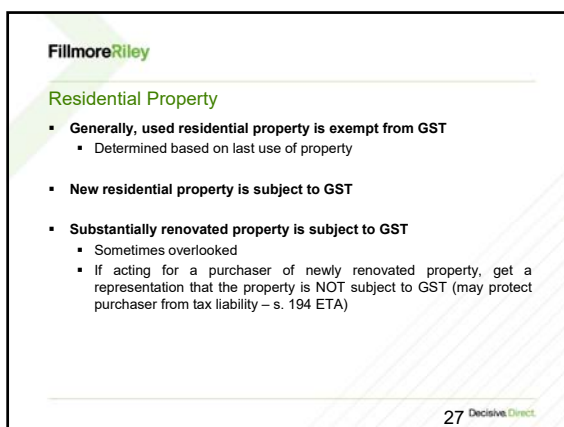 FillmoreRiley
Residential Property
▪ Generally, used residential property is exempt from GST
▪ Determined based on last use of property
▪ New residential property is subject to GST
▪ Substantially renovated property is subject to GST
▪ Sometimes overlooked
▪ If acting for a purchaser of newly renovated property, get a
representation that the property is NOT subject to GST (may protect
purchaser from tax liability – s. 194 ETA)
27 Decisive.Direct.